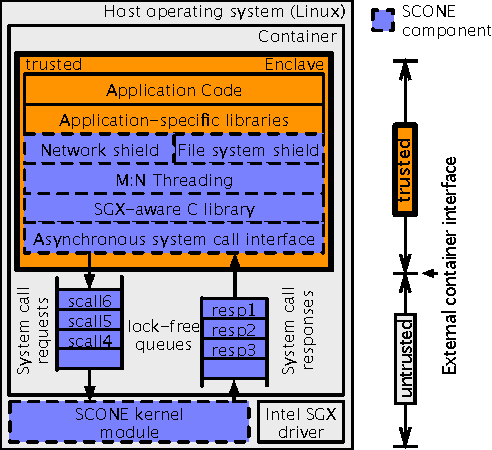 Host operating system (Linux)
Container
trusted Enclave
Application Code
Application-specific libraries
Network shield File system shield
M:N Threading
SGX-aware C library
Asynchronous system call interface
System call
requests
scall6
scall5
scall4
lock-free
queues
resp1
resp2
resp3
System call
responses
SCONE kernel
module
Intel SGX
driver
SCONE
component
trusted
untrusted
External container interface